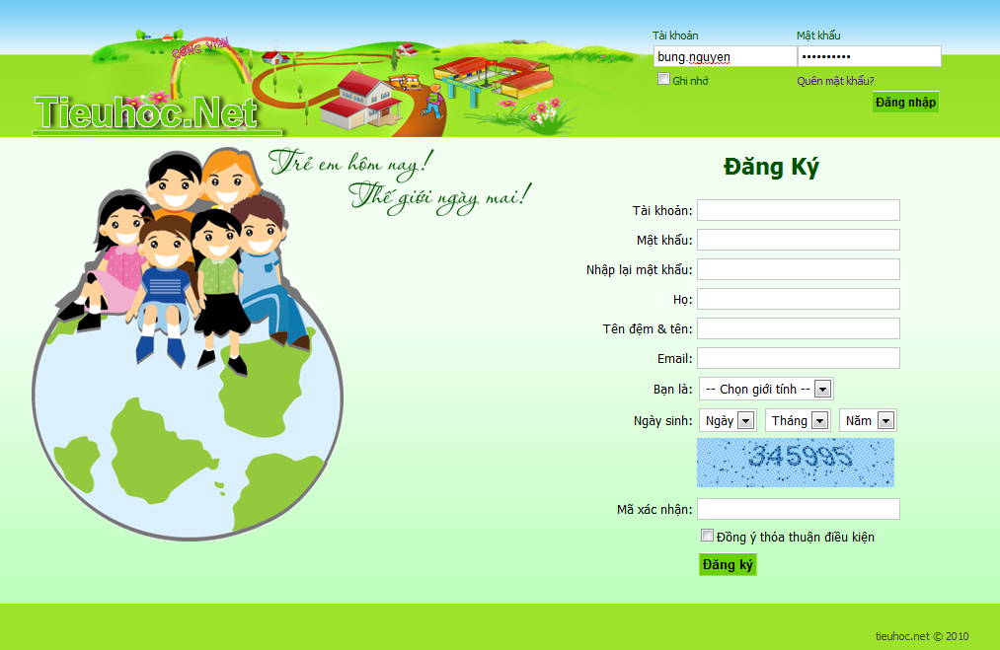 Tài khoản
Mật khẩu
bung.nguyen
••••••••••
Ghi nhớ
Quên mật khẩu?
Đăng nhập
CÔNG VIÊN
Tieuhoc.Net
Trẻ em hôm nay!
Thế giới ngày mai!
Đăng Ký
Tài khoản:
Mật khẩu:
Nhập lại mật khẩu:
Họ:
Tên đệm & tên:
Email:
Bạn là: -- Chọn giới tính --
Ngày sinh: Ngày Tháng Năm
345995
Mã xác nhận:
Đồng ý thỏa thuận điều kiện
Đăng ký
tieuhoc.net © 2010